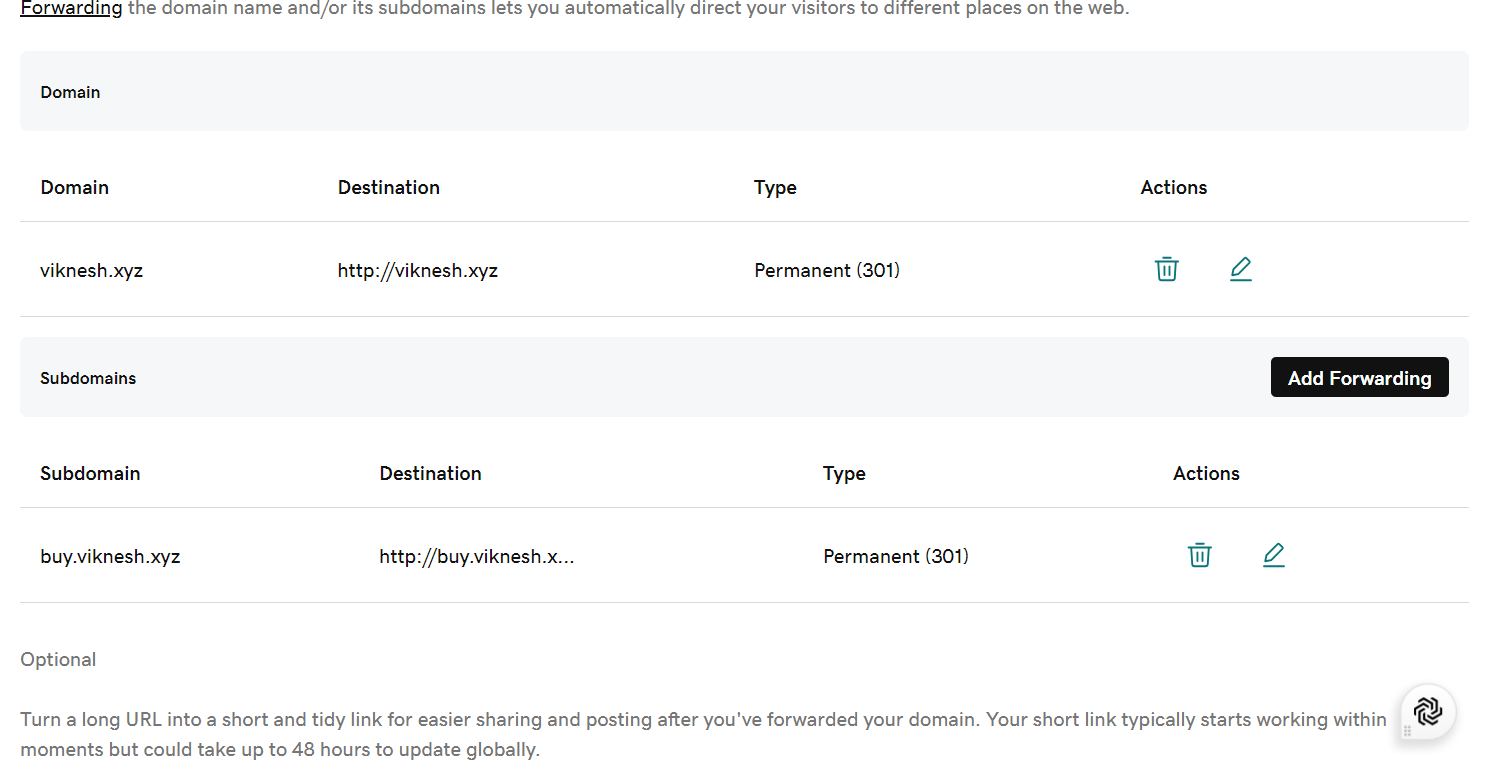 Forwarding the domain name and/or its subdomains lets you automatically direct your visitors to different places on the web.
Domain
Domain Destination Type Actions
viknesh.xyz http://viknesh.xyz Permanent (301)
Subdomains Add Forwarding
Subdomain Destination Type Actions
buy.viknesh.xyz http://buy.viknesh.x... Permanent (301)
Optional
Turn a long URL into a short and tidy link for easier sharing and posting after you've forwarded your domain. Your short link typically starts working within
moments but could take up to 48 hours to update globally.